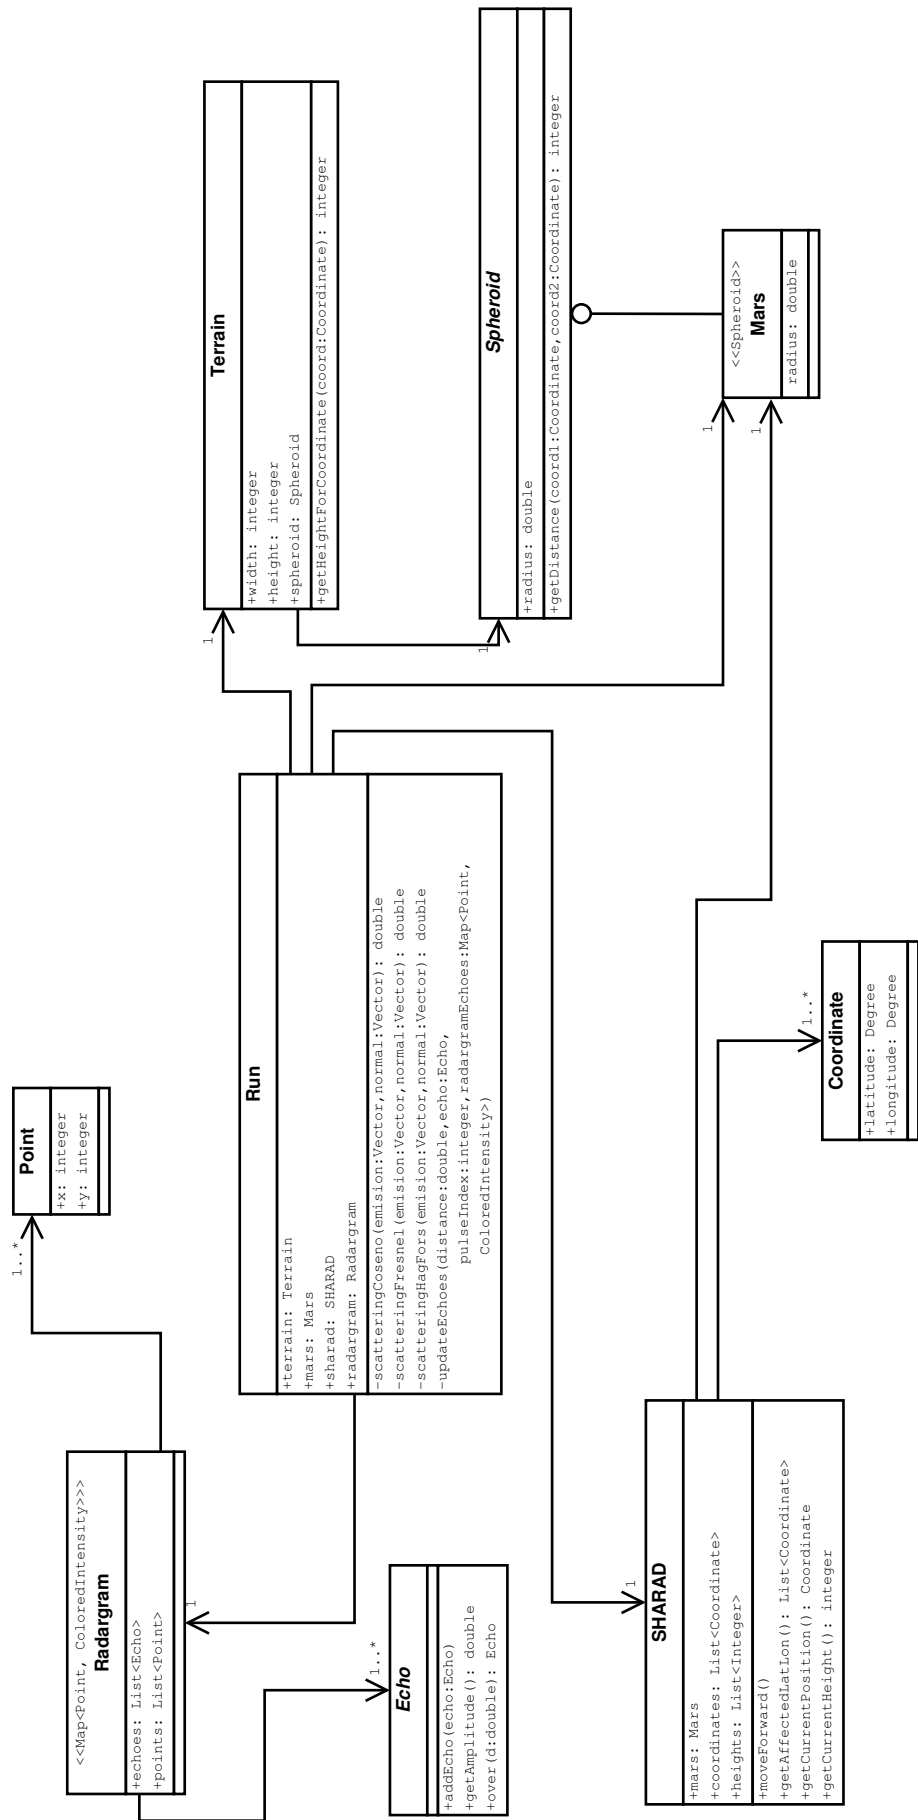 <<Map<Point, ColoredIntensity>>>
Radargram
+echoes: List<Echo>
+points: List<Point>
1..*
Point
+x: integer
+y: integer
1
1..*
Echo
+addEcho(echo:Echo)
+getAmplitude(): double
+over(d:double): Echo
Run
+terrain: Terrain
+mars: Mars
+sharad: SHARAD
+radargram: Radargram
-scatteringCoseno(emision:Vector,normal:Vector): double
-scatteringFresnel(emision:Vector,normal:Vector): double
-scatteringHagFors(emision:Vector,normal:Vector): double
-updateEchoes(distance:double,echo:Echo,
pulseIndex:integer,radargramEchoes:Map<Point,
ColoredIntensity>)
1
Terrain
+width: integer
+height: integer
+spheroid: Spheroid
+getHeightForCoordinate(coord:Coordinate): integer
1
Spheroid
+radius: double
+getDistance(coord1:Coordinate,coord2:Coordinate): integer
1
SHARAD
+mars: Mars
+coordinates: List<Coordinate>
+heights: List<Integer>
+moveForward()
+getAffectedLatLon(): List<Coordinate>
+getCurrentPosition(): Coordinate
+getCurrentHeight(): integer
1..*
Coordinate
+latitude: Degree
+longitude: Degree
1
1
<<Spheroid>>
Mars
radius: double